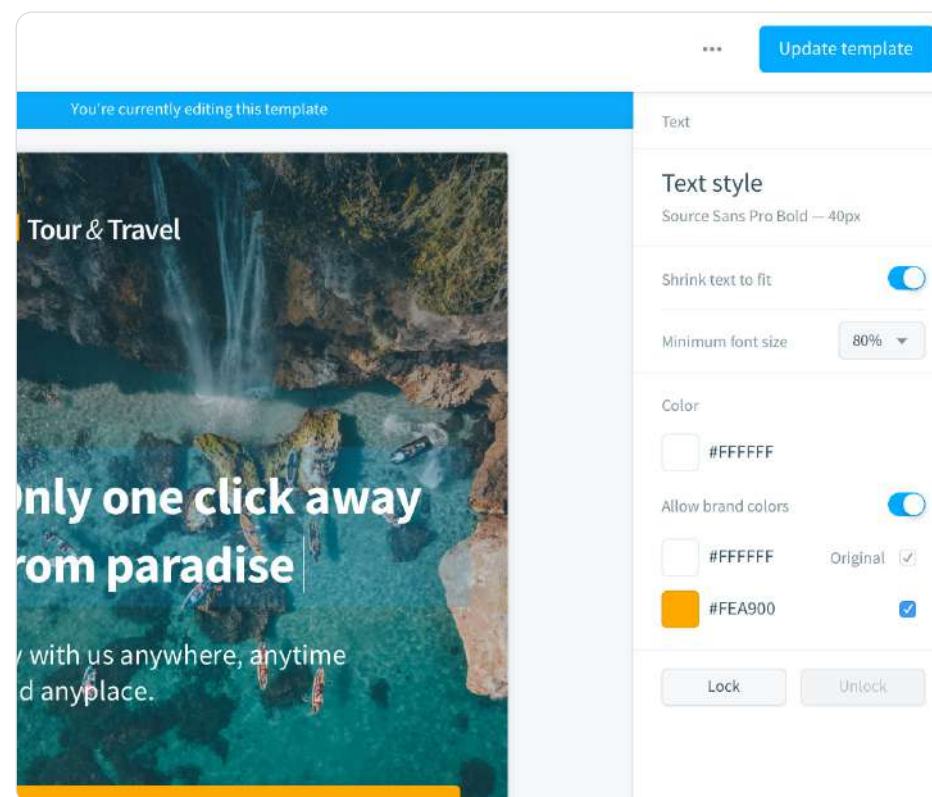 Update template
You're currently editing this template
Text
Text style
Source Sans Pro Bold — 40px
Tour & Travel
Shrink text to fit
Minimum font size 80%
Color
#FFFFFF
Only one click away
from paradise
Allow brand colors
#FFFFFF Original
#FEA900
with us anywhere, anytime
anyplace.
Lock Unlock